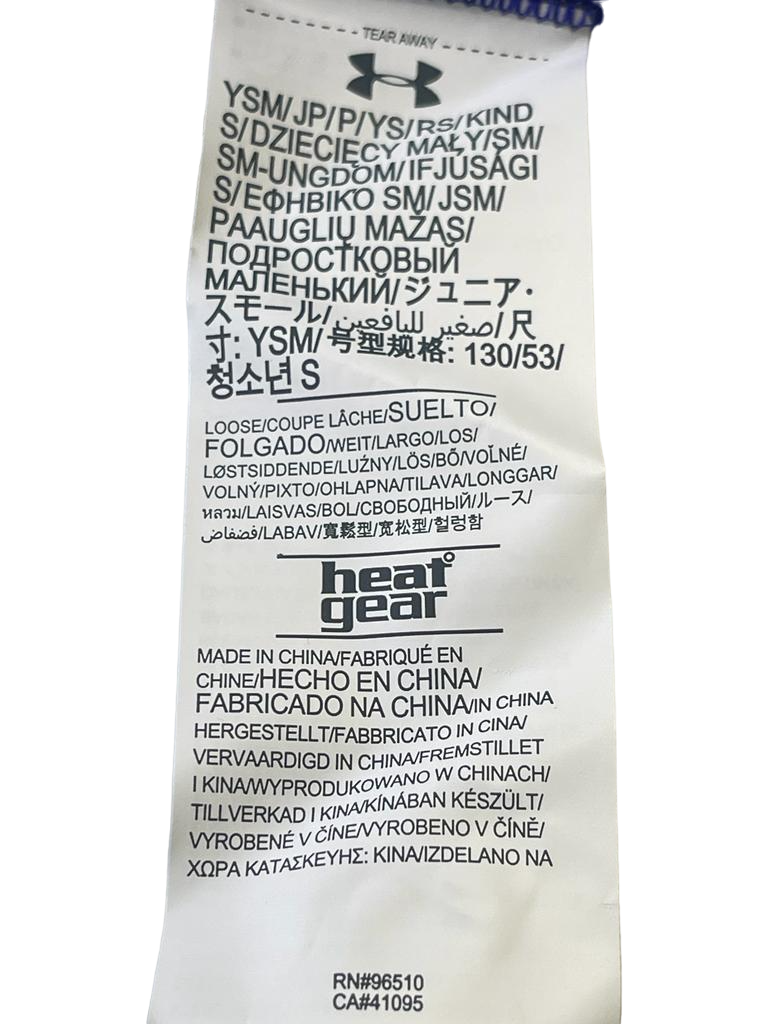 TEAR AWAY
YSM/JP/P/YS/RS/KIND
S/DZIECIĘCY MAŁY/SM/
SM-UNGDOM/IFJÚSÁGI
S/ΕΦΗΒΙΚΌ SM/JSM/
PAAUGLIŲ MAŽAS/
ПОДРОСТКОВЫЙ
МАЛЕНЬКИЙ/ジュニア・
スモール/صغير لليافعين/尺
寸: YSM/号型规格: 130/53/
청소년 S
LOOSE/COUPE LÂCHE/SUELTO/
FOLGADO/WEIT/LARGO/LOS/
LØSTSIDDENDE/LUŹNY/LÖS/BŐ/VOĽNÉ/
VOLNÝ/PIXTO/OHLAPNA/TILAVA/LONGGAR/
หลวม/LAISVAS/BOL/СВОБОДНЫЙ/ルース/
فضفاض/LABAV/寬鬆型/宽松型/헐렁함
heat
gear
MADE IN CHINA/FABRIQUÉ EN
CHINE/HECHO EN CHINA/
FABRICADO NA CHINA/IN CHINA
HERGESTELLT/FABBRICATO IN CINA/
VERVAARDIGD IN CHINA/FREMSTILLET
I KINA/WYPRODUKOWANO W CHINACH/
TILLVERKAD I KINA/KÍNÁBAN KÉSZÜLT/
VYROBENÉ V ČÍNE/VYROBENO V ČÍNĚ/
ΧΩΡΑ ΚΑΤΑΣΚΕΥΗΣ: ΚΙΝΑ/IZDELANO NA
RN#96510
CA#41095